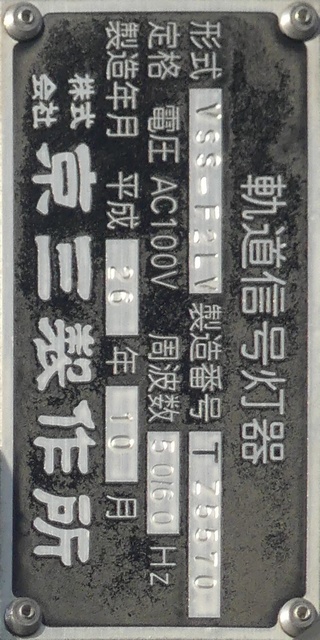 軌道信号灯器
形式 VSS-F2LV 製造番号 T Z5570
定格 電圧 AC100V 周波数 50/60 Hz
製造年月 平成 26 年 10 月
株式会社 京三製作所